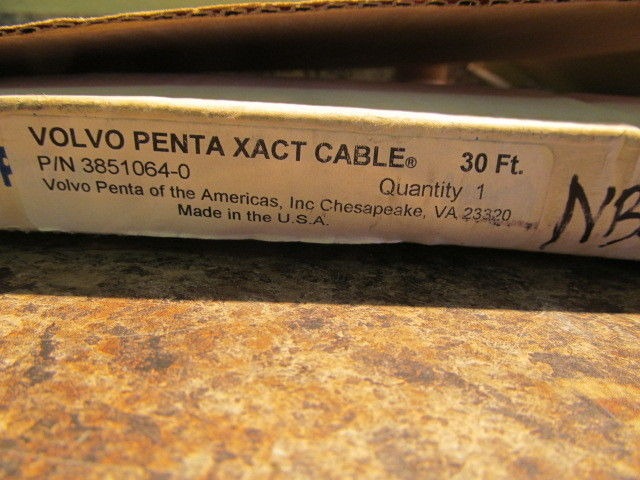 VOLVO PENTA XACT CABLE® 30 Ft.
P/N 3851064-0 Quantity 1
Volvo Penta of the Americas, Inc Chesapeake, VA 23320
Made in the U.S.A.